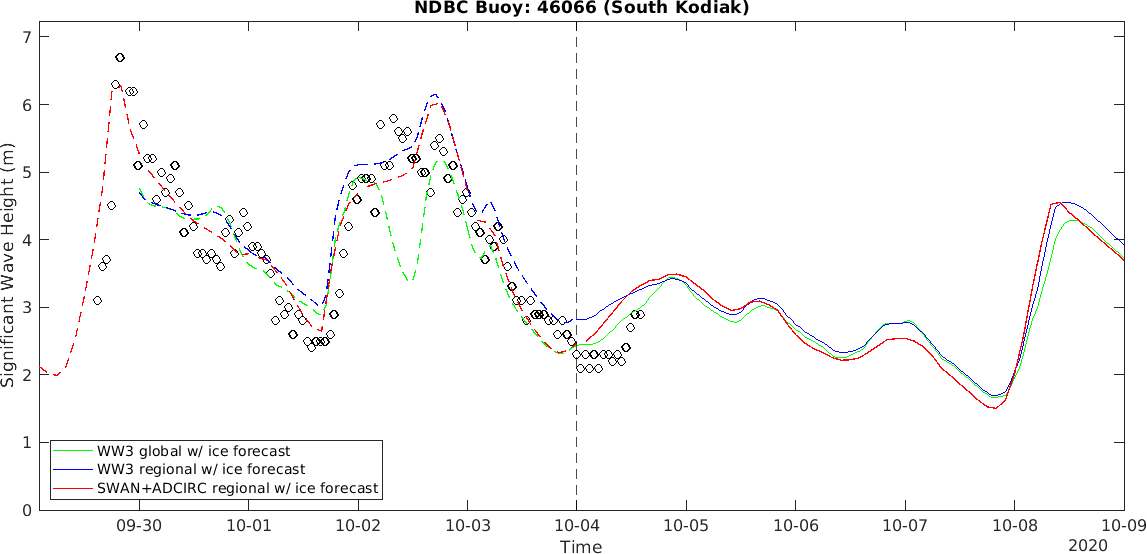 NDBC Buoy: 46066 (South Kodiak)
7
6
5
4
3
2
1
0
Significant Wave Height (m)
WW3 global w/ ice forecast
WW3 regional w/ ice forecast
SWAN+ADCIRC regional w/ ice forecast
09-30 10-01 10-02 10-03 10-04 10-05 10-06 10-07 10-08 10-09
Time
2020